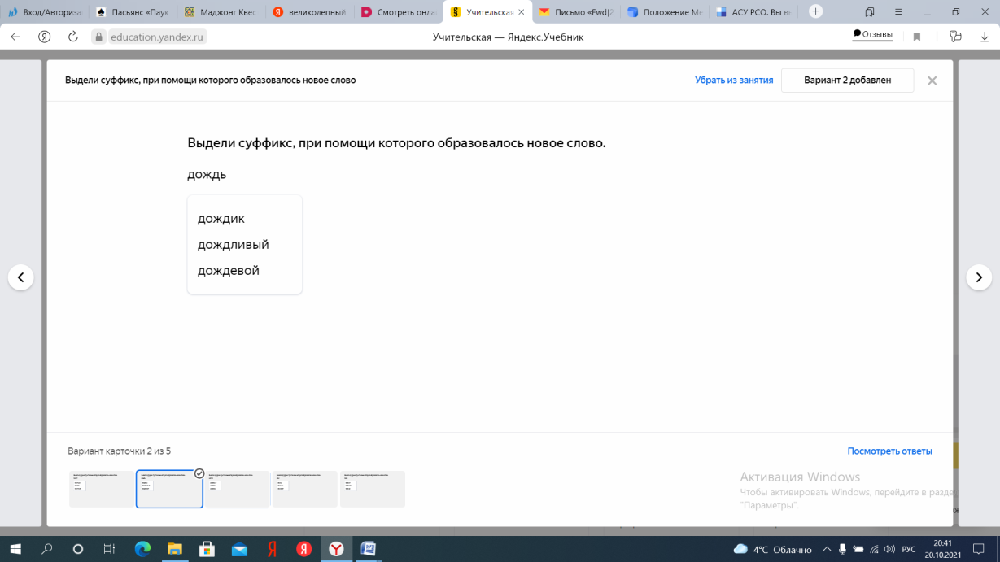 Вход/Авториза
Пасьянс «Паук
Маджонг Квес
великолепный
Смотреть онла
Учительская
Письмо «Fwd[2
Положение Ме
АСУ РСО. Вы в
education.yandex.ru
Учительская — Яндекс.Учебник
Отзывы
Выдели суффикс, при помощи которого образовалось новое слово
Убрать из занятия
Вариант 2 добавлен
Выдели суффикс, при помощи которого образовалось новое слово.
дождь
дождик
дождливый
дождевой
Вариант карточки 2 из 5
Посмотреть ответы
Активация Windows
Чтобы активировать Windows, перейдите в разде
"Параметры".
4°C Облачно
РУС
20:41
20.10.2021